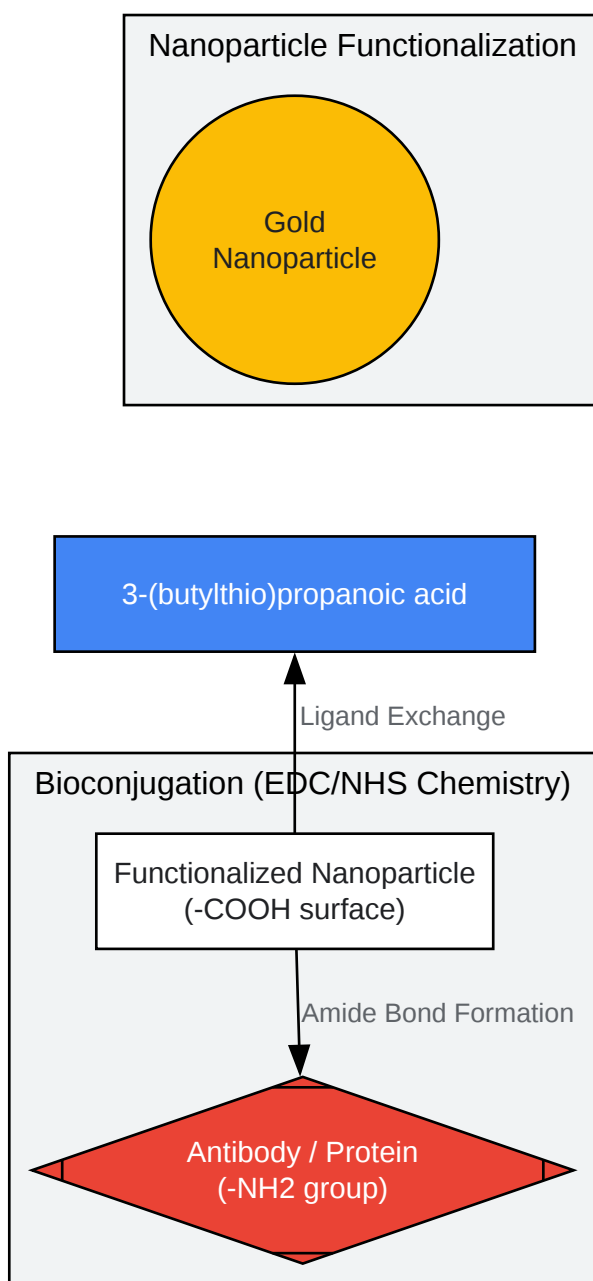 Nanoparticle Functionalization
Gold
Nanoparticle
3-(butylthio)propanoic acid
Ligand Exchange
Bioconjugation (EDC/NHS Chemistry)
Functionalized Nanoparticle
(-COOH surface)
Amide Bond Formation
Antibody / Protein
(-NH2 group)